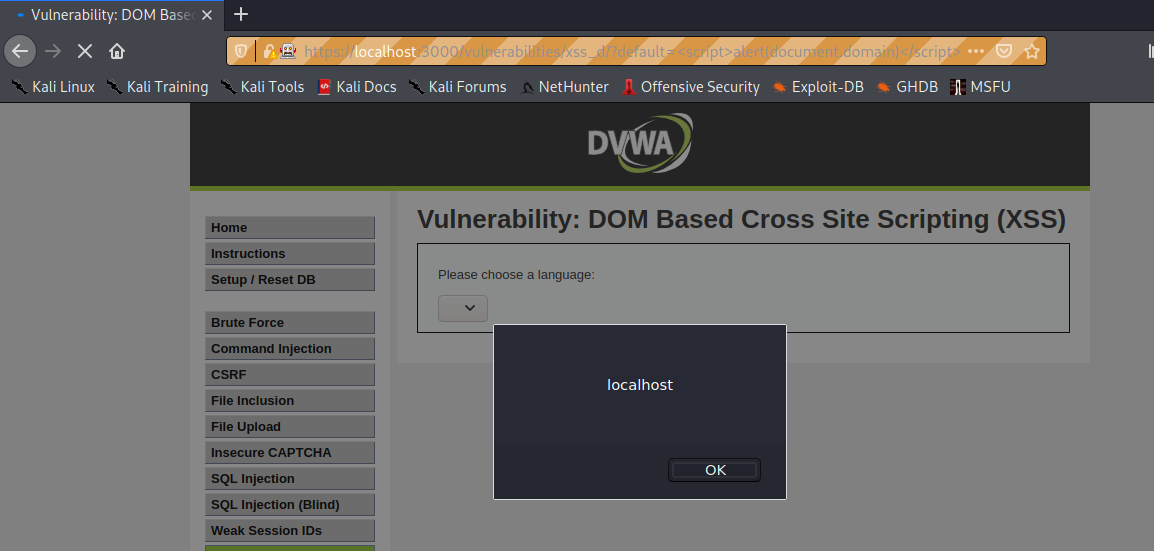 Vulnerability: DOM Based
https://localhost:3000/vulnerabilities/xss_d/?default=<script>alert(document.domain)</script>
Kali Linux Kali Training Kali Tools Kali Docs Kali Forums NetHunter Offensive Security Exploit-DB GHDB MSFU
DVWA
Vulnerability: DOM Based Cross Site Scripting (XSS)
Home
Instructions
Setup / Reset DB
Please choose a language:
Brute Force
Command Injection
CSRF
File Inclusion
File Upload
Insecure CAPTCHA
SQL Injection
SQL Injection (Blind)
Weak Session IDs
localhost
OK